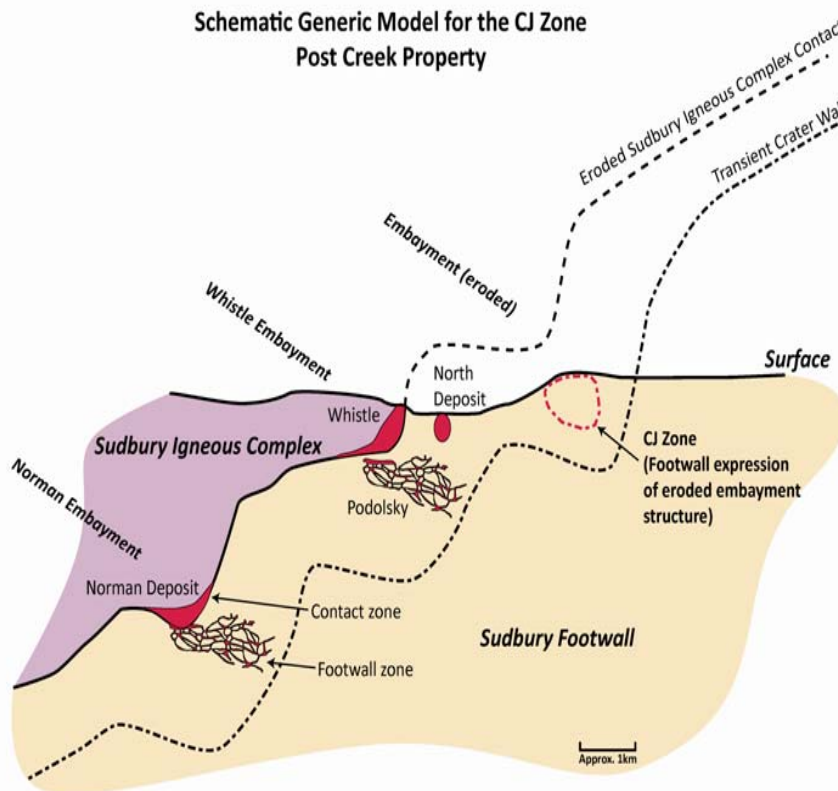 Schematic Generic Model for the CJ Zone
Post Creek Property
Eroded Sudbury Igneous Complex Contact
Transient Crater Wal
Embayment (eroded)
Whistle Embayment
Surface
North
Deposit
Whistle
Sudbury Igneous Complex
CJ Zone
(Footwall expression
of eroded embayment
structure)
Norman Embayment
Podolsky
Norman Deposit
Contact zone
Footwall zone
Sudbury Footwall
Approx. 1km